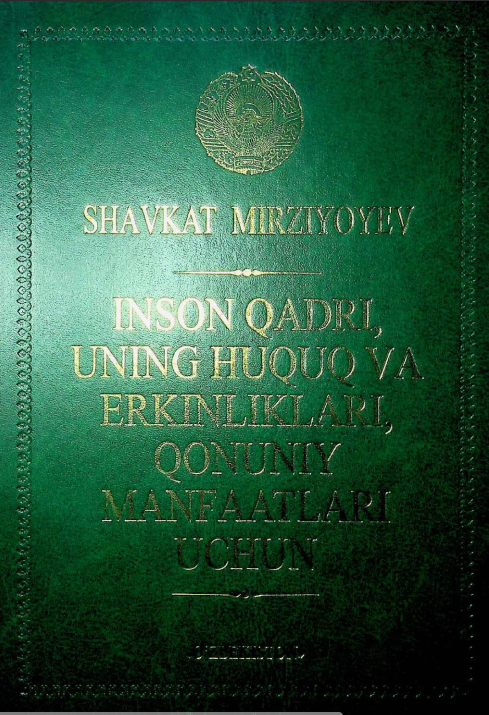 SHAVKAT MIRZIYOYEV
INSON QADRI,
UNING HUQUQ VA
ERKINLIKLARI,
QONUNIY
MANFAATLARI
UCHUN